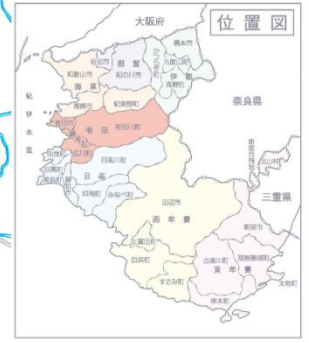 位置図
大阪府
橋本市
かつらぎ町
九度山町
高野町
伊都
岩出市
那賀
紀の川市
和歌山市
海草
海南市
紀美野町
奈良県
紀伊水道
有田市
有田
有田川町
湯浅町
広川町
由良町
日高川町
日高町
日高
美浜町
御坊市
印南町
みなべ町
北山村
三重県
田辺市
西牟婁
新宮市
上富田町
白浜町
すさみ町
古座川町
那智勝浦町
東牟婁
太地町
串本町